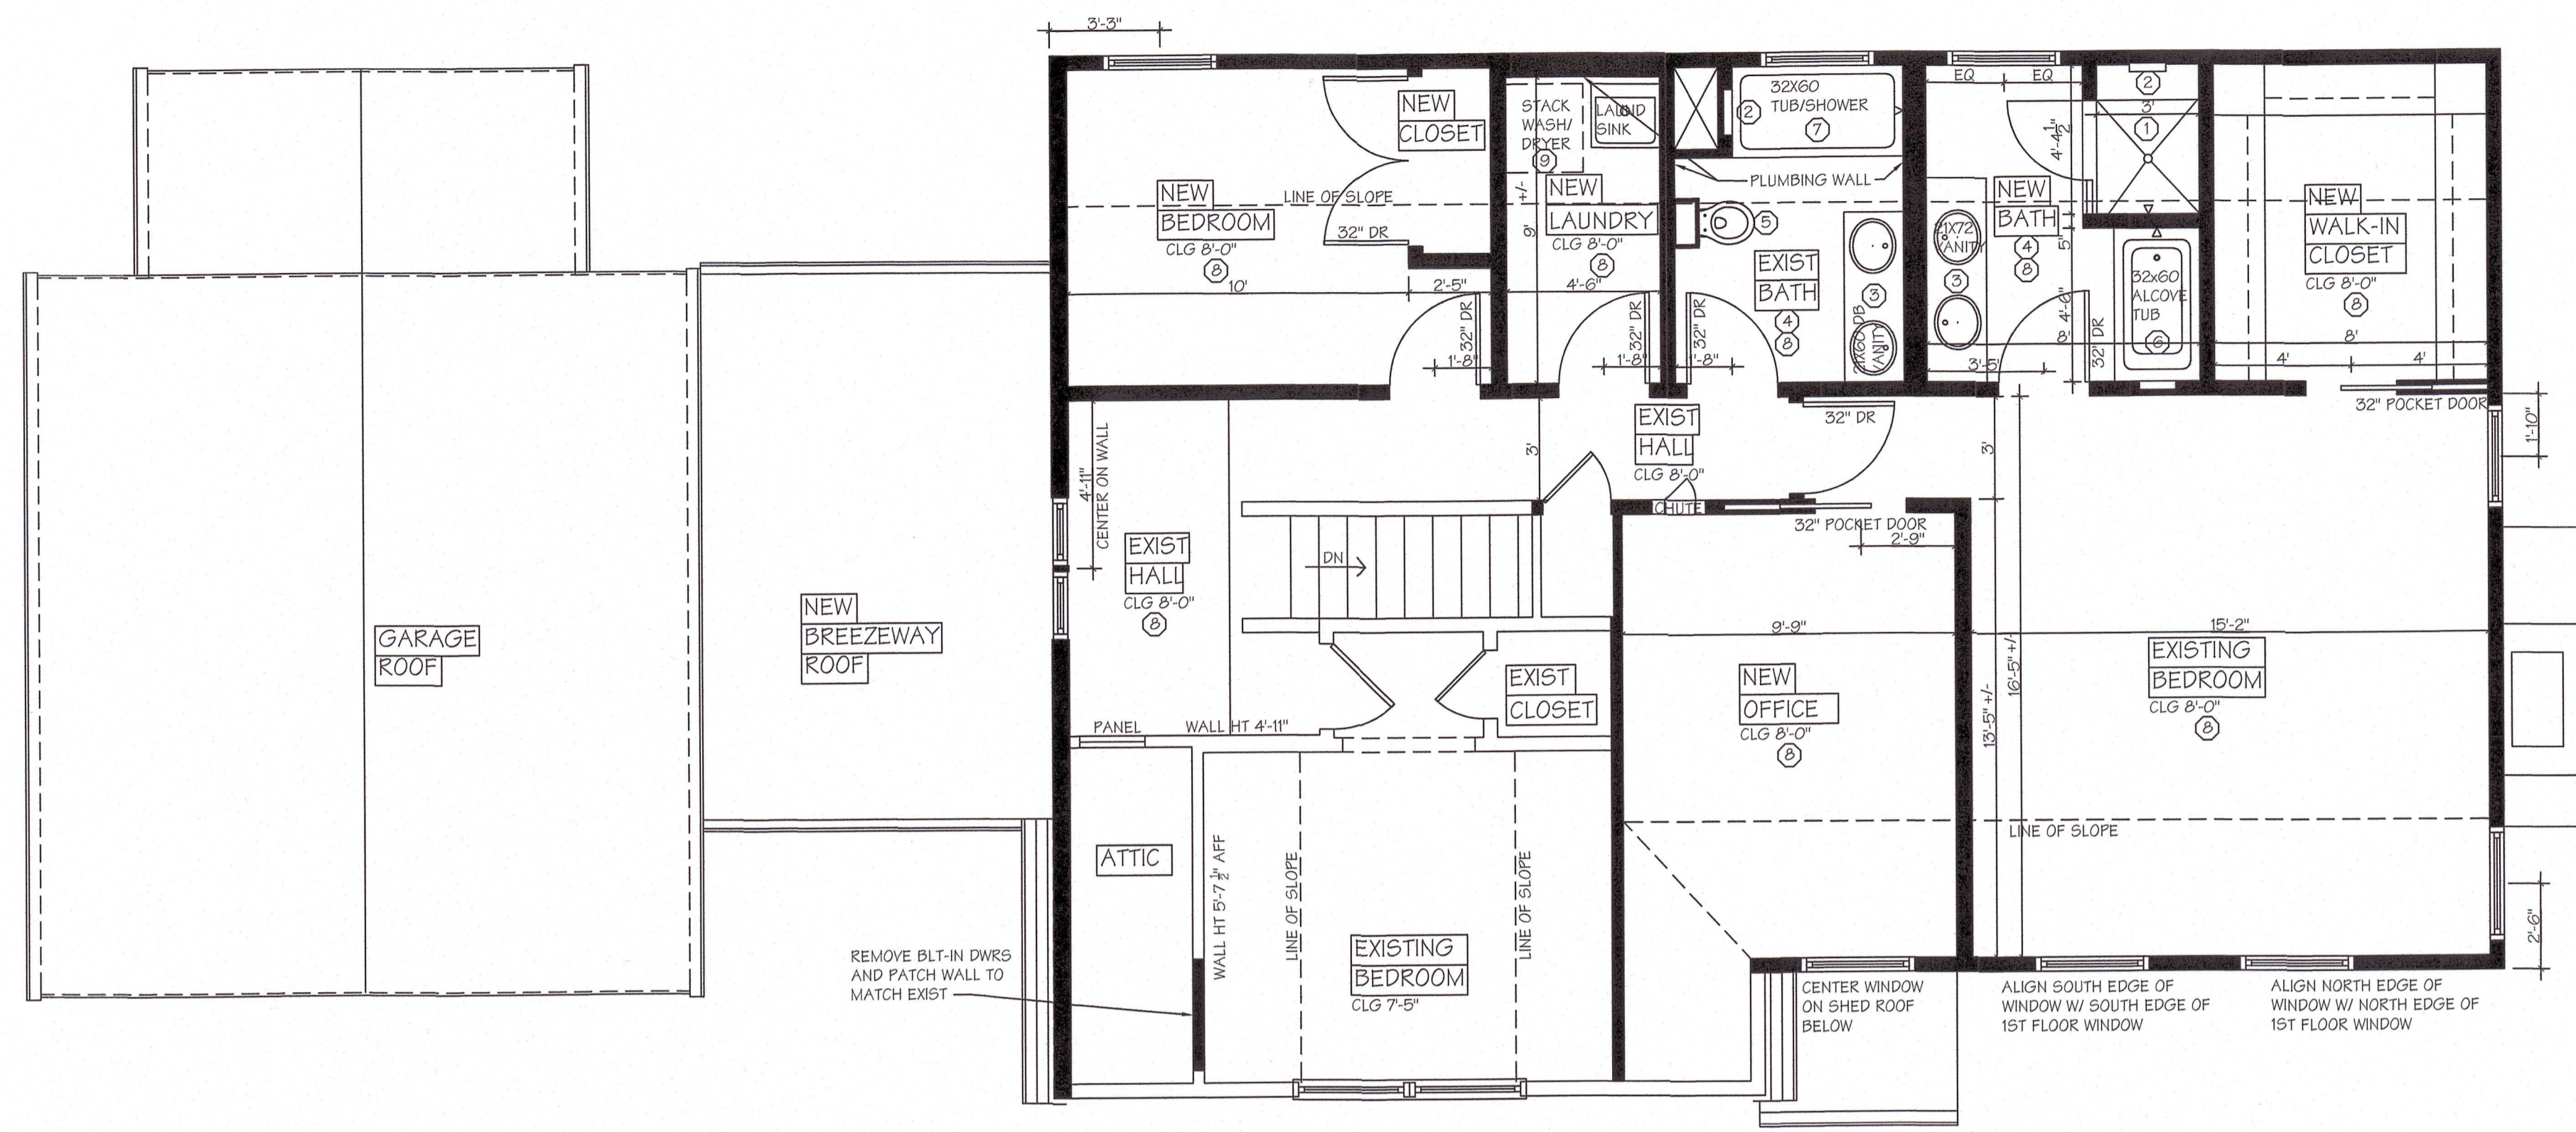 3'-3"
NEW
CLOSET
NEW
BEDROOM
CLG 8'-0"
8
LINE OF SLOPE
32" DR
10'
2'-5"
32" DR
1'-8"
STACK
WASH/
DRYER
9
LAUND
SINK
+/-
9'
NEW
LAUNDRY
CLG 8'-0"
8
4'-6"
32" DR
1'-8"
2
32X60
TUB/SHOWER
7
PLUMBING WALL
5
EXIST
BATH
4
8
3
21X60 DB
VANITY
32" DR
1'-8"
EQ
EQ
2
3'
1
4'-4 1/2"
NEW
BATH
4
8
21X72
VANITY
3
5"
4'-6"
8'
3'-5"
32" DR
32x60
ALCOVE
TUB
6
NEW
WALK-IN
CLOSET
CLG 8'-0"
8
8'
4'
4'
32" POCKET DOOR
1'-10"
4'-11"
CENTER ON WALL
EXIST
HALL
CLG 8'-0"
8
DN
3'
EXIST
HALL
CLG 8'-0"
32" DR
CHUTE
32" POCKET DOOR
2'-9"
3'
GARAGE
ROOF
NEW
BREEZEWAY
ROOF
EXIST
CLOSET
PANEL
WALL HT 4'-11"
9'-9"
NEW
OFFICE
CLG 8'-0"
8
13'-5" +/-
16'-5" +/-
15'-2"
EXISTING
BEDROOM
CLG 8'-0"
8
LINE OF SLOPE
ATTIC
WALL HT 5'-7 1/2" AFF
LINE OF SLOPE
LINE OF SLOPE
EXISTING
BEDROOM
CLG 7'-5"
REMOVE BLT-IN DWRS
AND PATCH WALL TO
MATCH EXIST
2'-6"
CENTER WINDOW
ON SHED ROOF
BELOW
ALIGN SOUTH EDGE OF
WINDOW W/ SOUTH EDGE OF
1ST FLOOR WINDOW
ALIGN NORTH EDGE OF
WINDOW W/ NORTH EDGE OF
1ST FLOOR WINDOW